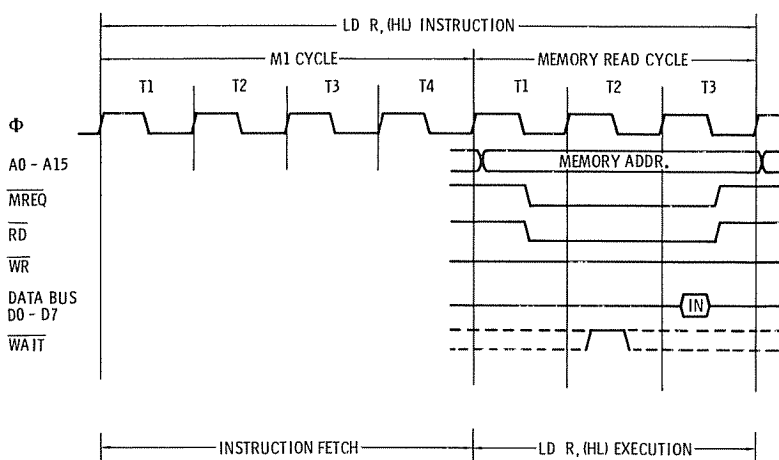 LD R, (HL) INSTRUCTION
M1 CYCLE MEMORY READ CYCLE
T1 T2 T3 T4 T1 T2 T3
Φ
A0 - A15 MEMORY ADDR.
MREQ
RD
WR
DATA BUS
D0 - D7 IN
WAIT
INSTRUCTION FETCH LD R, (HL) EXECUTION